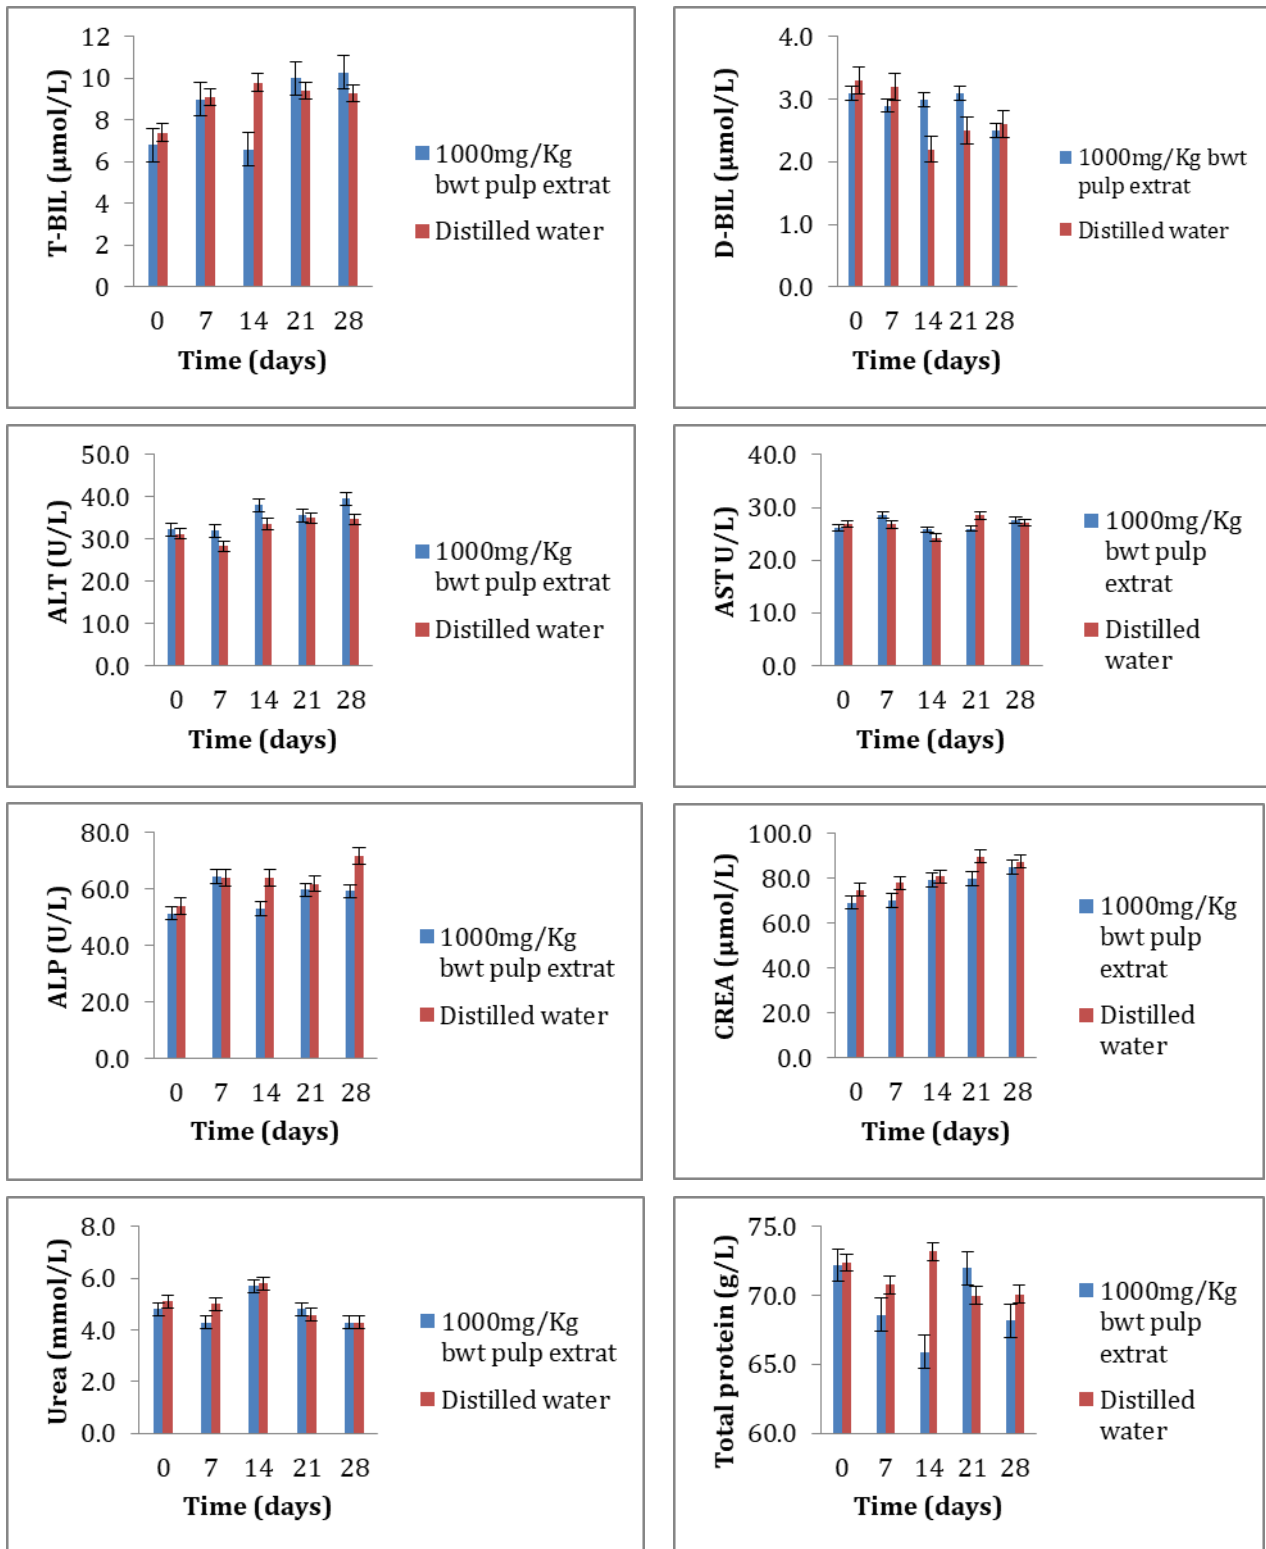 T-BIL (µmol/L)
12
10
8
6
4
2
0
0 7 14 21 28
Time (days)
1000mg/Kg
bwt pulp extrat
Distilled water
D-BIL (µmol/L)
4.0
3.0
2.0
1.0
0.0
0 7 14 21 28
Time (days)
1000mg/Kg bwt
pulp extrat
Distilled water
ALT (U/L)
50.0
40.0
30.0
20.0
10.0
0.0
0 7 14 21 28
Time (days)
1000mg/Kg
bwt pulp extrat
Distilled water
AST U/L)
40.0
30.0
20.0
10.0
0.0
0 7 14 21 28
Time (days)
1000mg/Kg
bwt pulp
extrat
Distilled
water
ALP (U/L)
80.0
60.0
40.0
20.0
0.0
0 7 14 21 28
Time (days)
1000mg/Kg
bwt pulp extrat
Distilled water
CREA (µmol/L)
100.0
80.0
60.0
40.0
20.0
0.0
0 7 14 21 28
Time (days)
1000mg/Kg
bwt pulp
extrat
Distilled
water
Urea (mmol/L)
8.0
6.0
4.0
2.0
0.0
0 7 14 21 28
Time (days)
1000mg/Kg
bwt pulp extrat
Distilled water
Total protein (g/L)
75.0
70.0
65.0
60.0
0 7 14 21 28
Time (days)
1000mg/Kg
bwt pulp
extrat
Distilled
water